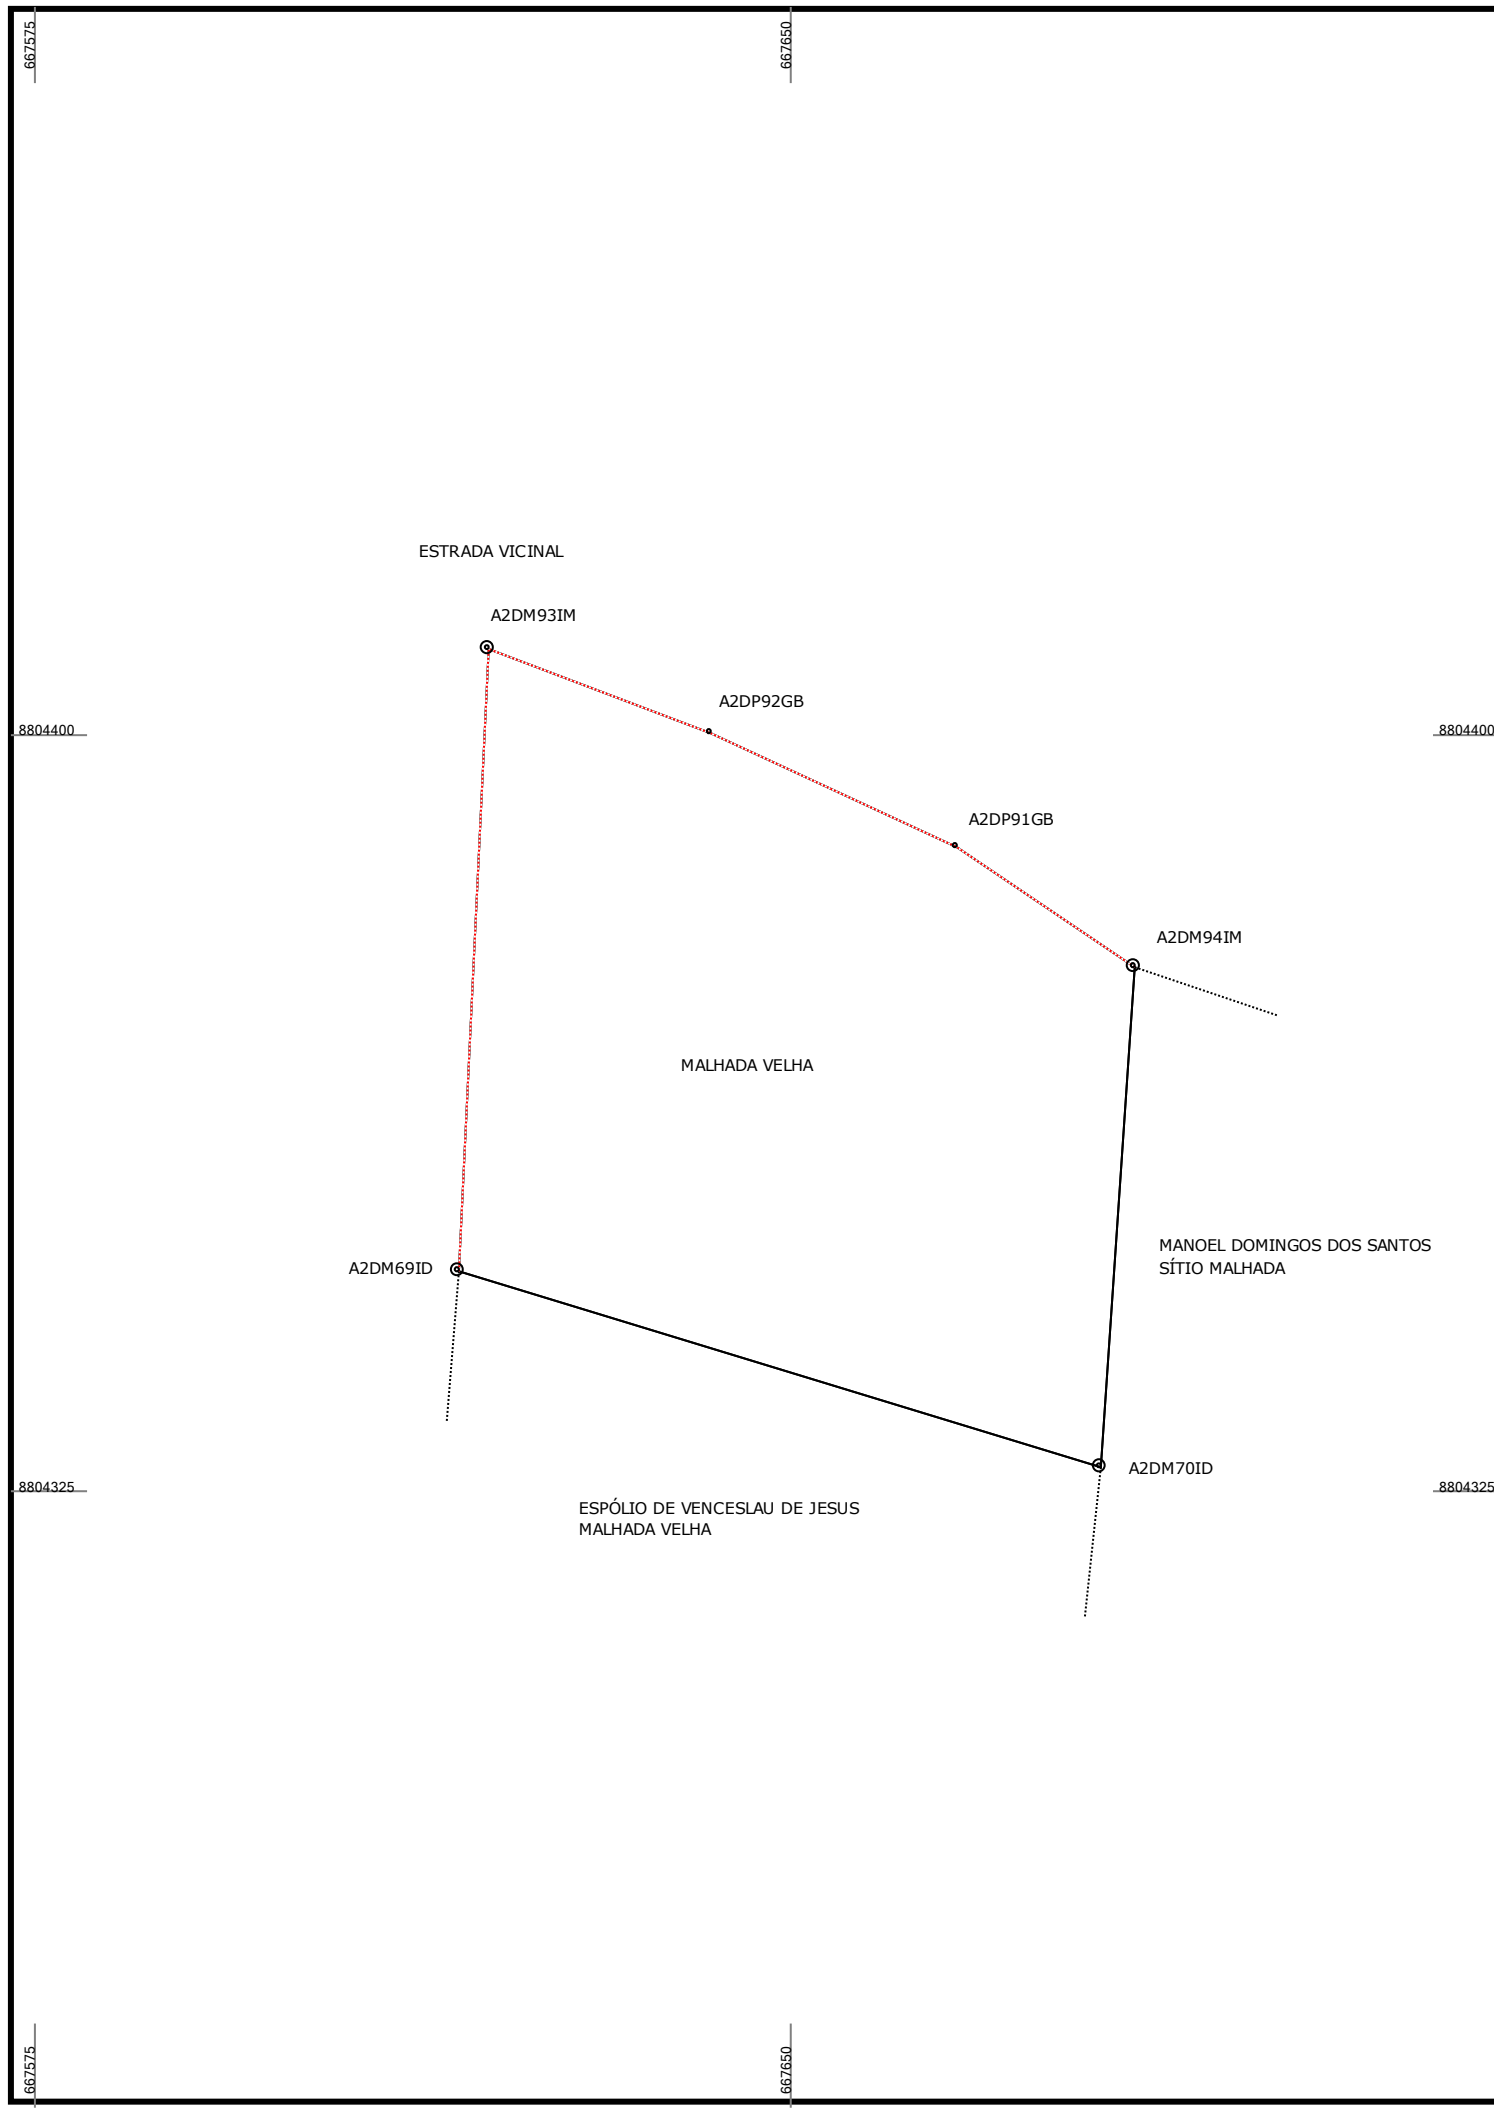 667575
667650
ESTRADA VICINAL
A2DM93IM
A2DP92GB
8804400
8804400
A2DP91GB
A2DM94IM
MALHADA VELHA
MANOEL DOMINGOS DOS SANTOS
SÍTIO MALHADA
A2DM69ID
A2DM70ID
8804325
8804325
ESPÓLIO DE VENCESLAU DE JESUS
MALHADA VELHA
667575
667650